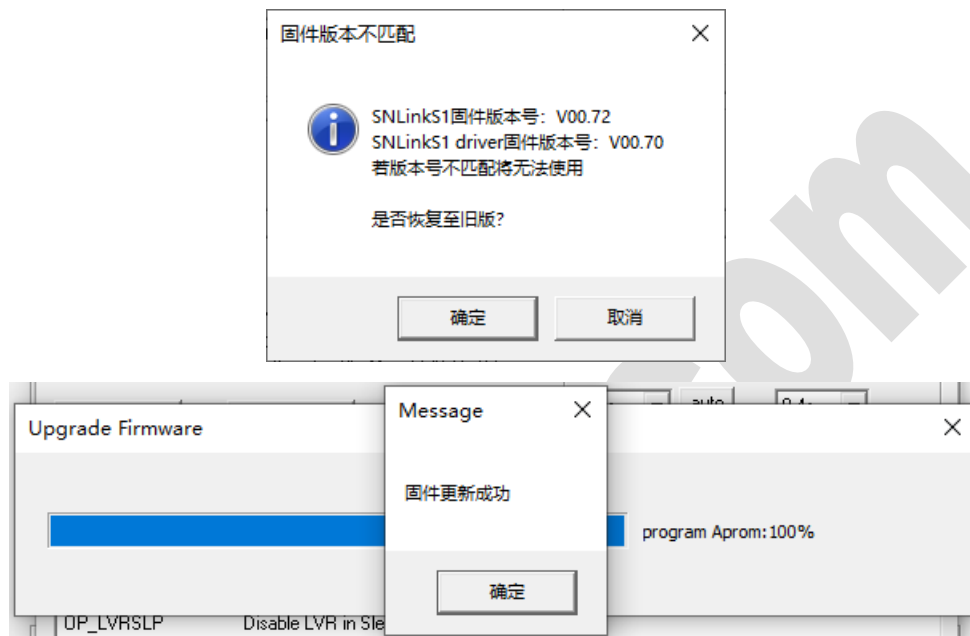 固件版本不匹配
SNLinkS1固件版本号：V00.72
SNLinkS1 driver固件版本号：V00.70
若版本号不匹配将无法使用
是否恢复至旧版？
确定
取消
auto
Upgrade Firmware
Message
固件更新成功
program Aprom:100%
确定
OP_LVRSLP
Disable LVR in Sle